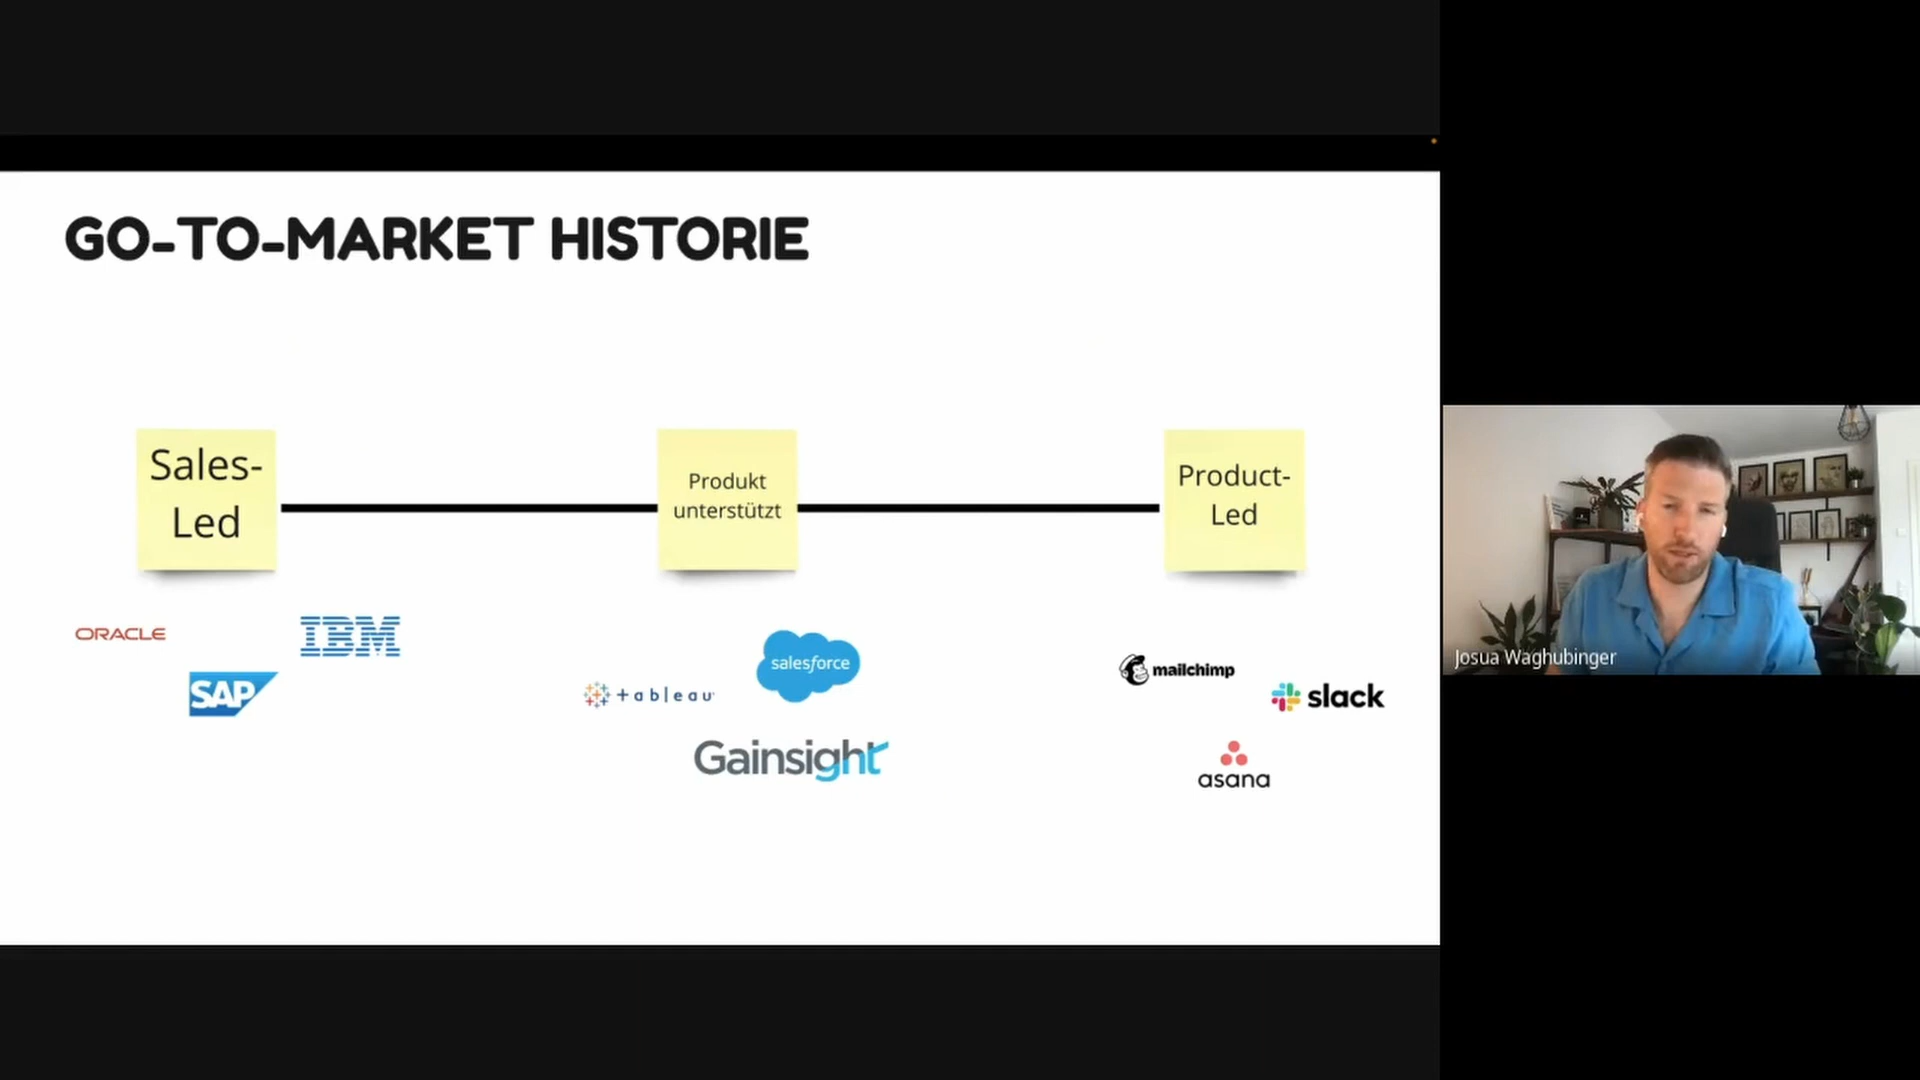 GO-TO-MARKET HISTORIE
Sales-
Led
Produkt
unterstützt
Product-
Led
ORACLE
IBM
SAP
+ableau
salesforce
Gainsight
mailchimp
slack
asana
Josua Waghubinger